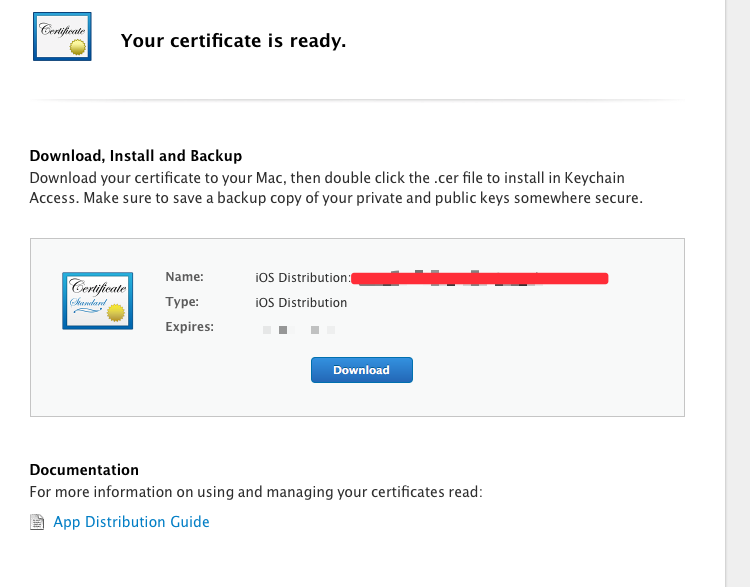 Certificate
Your certificate is ready.
Download, Install and Backup
Download your certificate to your Mac, then double click the .cer file to install in Keychain
Access. Make sure to save a backup copy of your private and public keys somewhere secure.
Certificate
Standard
Name: iOS Distribution:
Type: iOS Distribution
Expires:
Download
Documentation
For more information on using and managing your certificates read:
App Distribution Guide